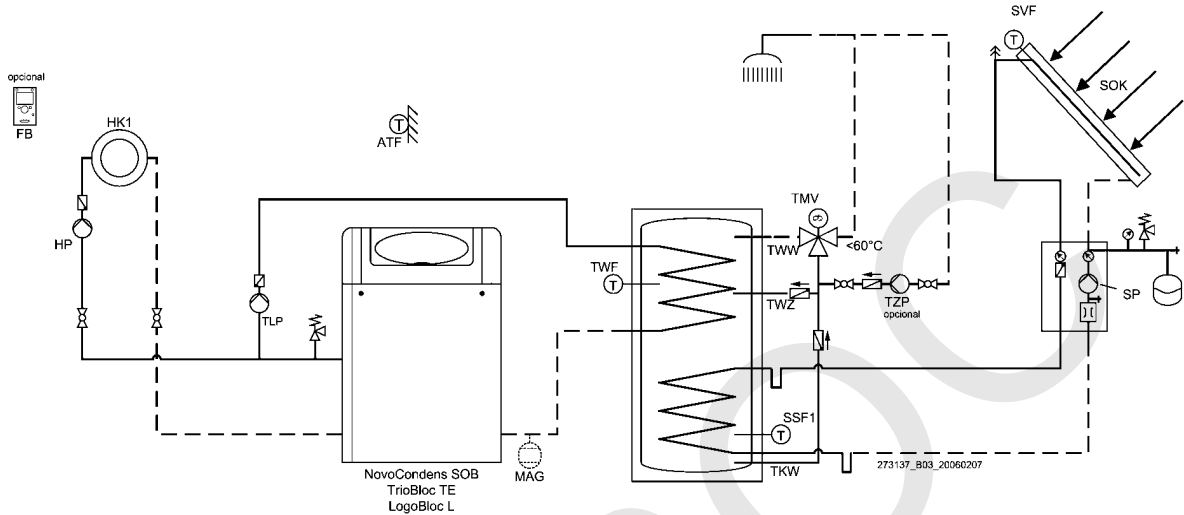 SVF
T
opcional
FB
HK1
T
ATF
SOK
TMV
HP
TWW
<60°C
TWF
T
TLP
TWZ
TZP
opcional
SP
SSF1
T
TKW
273137_B03_20060207
MAG
NovoCondens SOB
TrioBloc TE
LogoBloc L